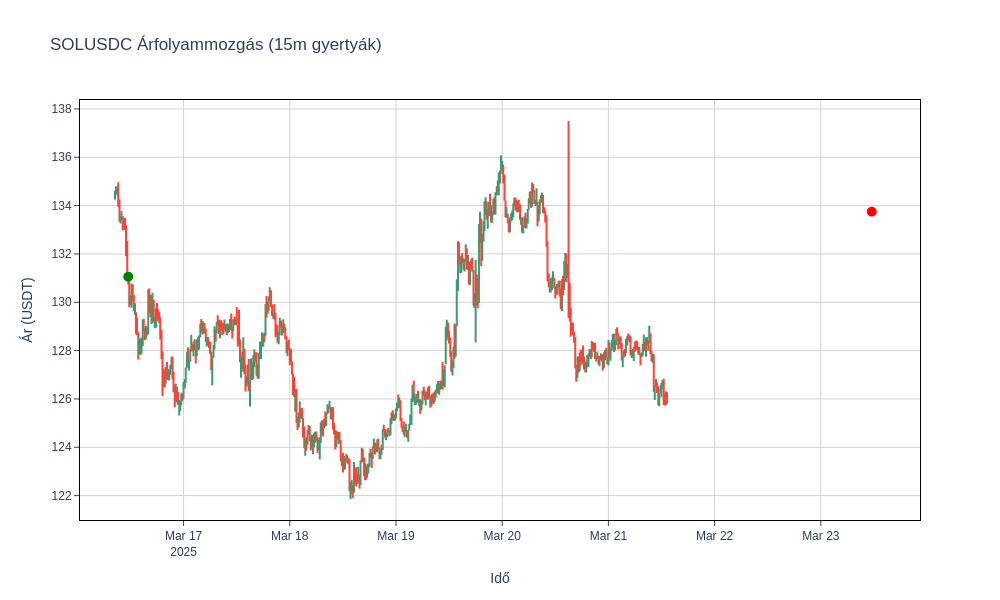 SOLUSDC Árfolyammozgás (15m gyertyák)
138
136
134
132
130
128
126
124
122
Ár (USDT)
Mar 17
2025
Mar 18
Mar 19
Mar 20
Mar 21
Mar 22
Mar 23
Idő